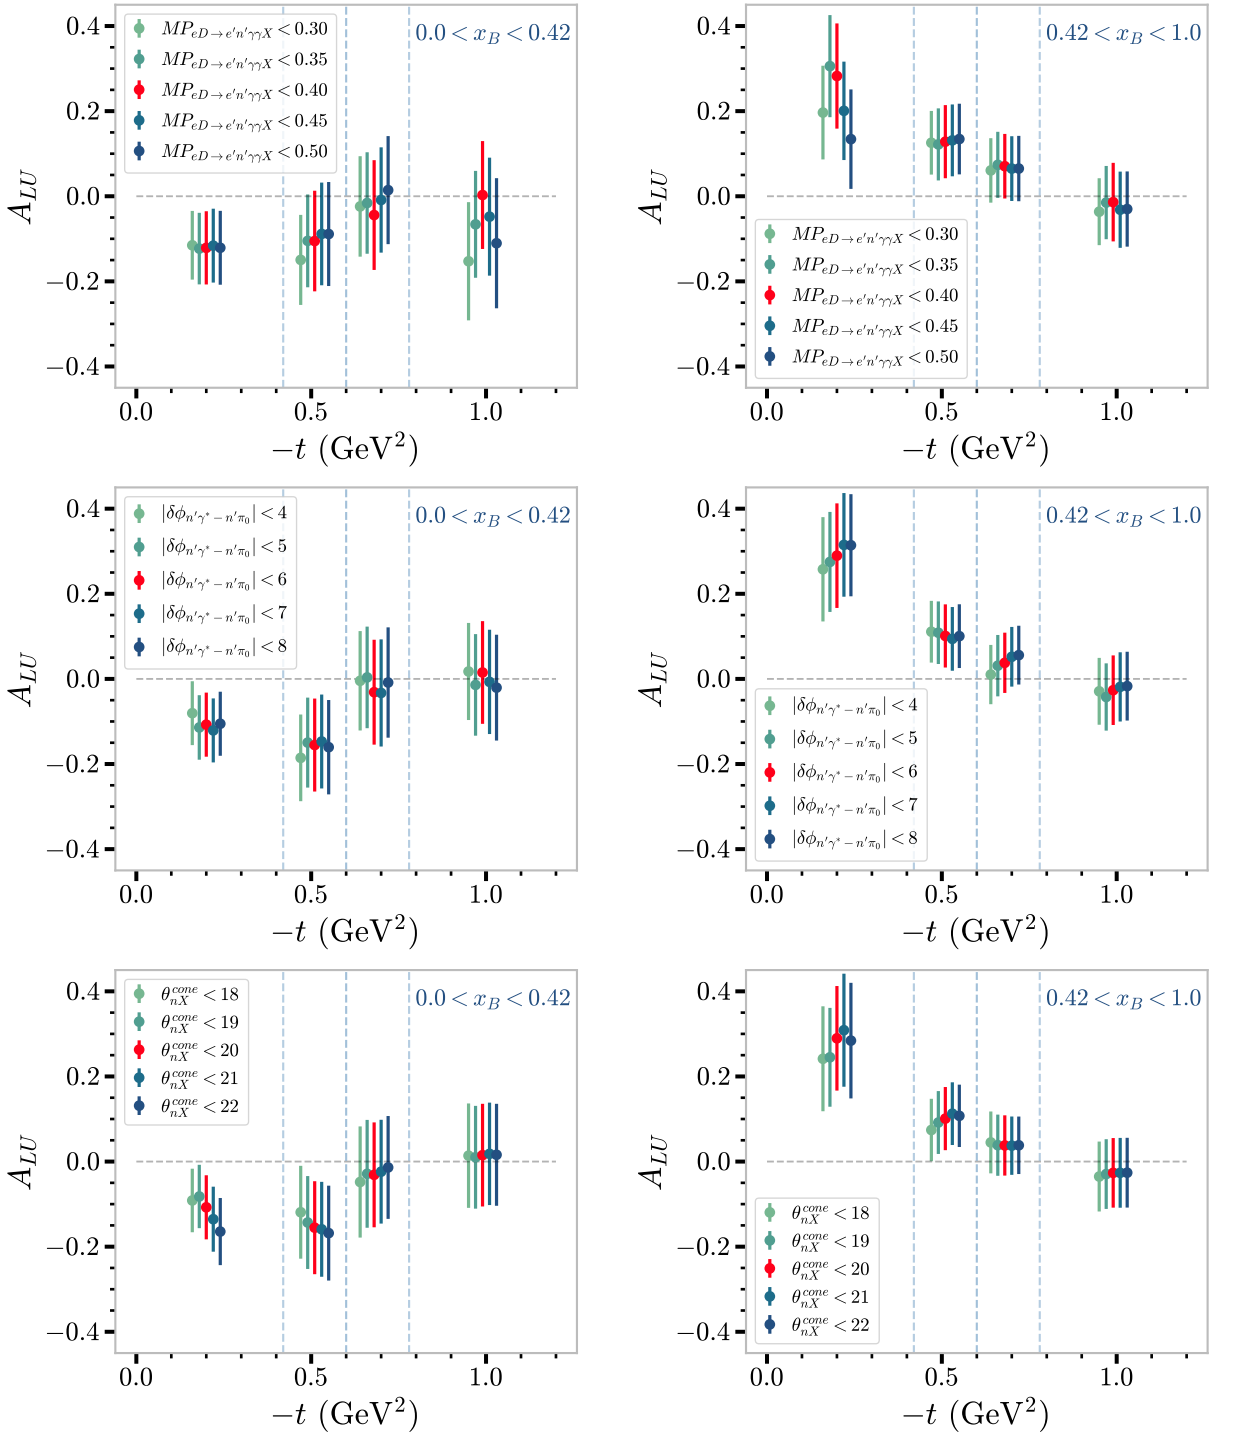 0.0 < x_B < 0.42
MP_{eD→e′n′γγX} < 0.30
MP_{eD→e′n′γγX} < 0.35
MP_{eD→e′n′γγX} < 0.40
MP_{eD→e′n′γγX} < 0.45
MP_{eD→e′n′γγX} < 0.50
0.4
0.2
0.0
−0.2
−0.4
A_{LU}
0.0 0.5 1.0
−t (GeV²)
0.42 < x_B < 1.0
MP_{eD→e′n′γγX} < 0.30
MP_{eD→e′n′γγX} < 0.35
MP_{eD→e′n′γγX} < 0.40
MP_{eD→e′n′γγX} < 0.45
MP_{eD→e′n′γγX} < 0.50
0.4
0.2
0.0
−0.2
−0.4
A_{LU}
0.0 0.5 1.0
−t (GeV²)
0.0 < x_B < 0.42
|δϕ_{n′γ* − n′π₀}| < 4
|δϕ_{n′γ* − n′π₀}| < 5
|δϕ_{n′γ* − n′π₀}| < 6
|δϕ_{n′γ* − n′π₀}| < 7
|δϕ_{n′γ* − n′π₀}| < 8
0.4
0.2
0.0
−0.2
−0.4
A_{LU}
0.0 0.5 1.0
−t (GeV²)
0.42 < x_B < 1.0
|δϕ_{n′γ* − n′π₀}| < 4
|δϕ_{n′γ* − n′π₀}| < 5
|δϕ_{n′γ* − n′π₀}| < 6
|δϕ_{n′γ* − n′π₀}| < 7
|δϕ_{n′γ* − n′π₀}| < 8
0.4
0.2
0.0
−0.2
−0.4
A_{LU}
0.0 0.5 1.0
−t (GeV²)
0.0 < x_B < 0.42
θ_{nX}^{cone} < 18
θ_{nX}^{cone} < 19
θ_{nX}^{cone} < 20
θ_{nX}^{cone} < 21
θ_{nX}^{cone} < 22
0.4
0.2
0.0
−0.2
−0.4
A_{LU}
0.0 0.5 1.0
−t (GeV²)
0.42 < x_B < 1.0
θ_{nX}^{cone} < 18
θ_{nX}^{cone} < 19
θ_{nX}^{cone} < 20
θ_{nX}^{cone} < 21
θ_{nX}^{cone} < 22
0.4
0.2
0.0
−0.2
−0.4
A_{LU}
0.0 0.5 1.0
−t (GeV²)